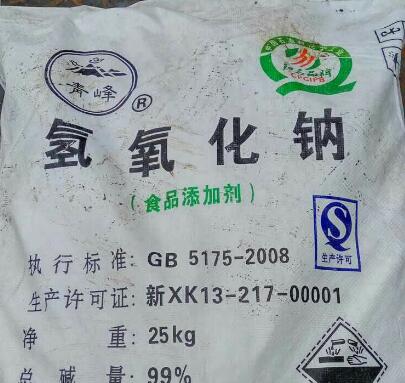 青峰
®
CPCIPB
氢氧化钠
(食品添加剂)
执行标准: GB 5175-2008
生产许可
生产许可证: 新XK13-217-00001
净 重: 25kg
总 碱 量: 99%